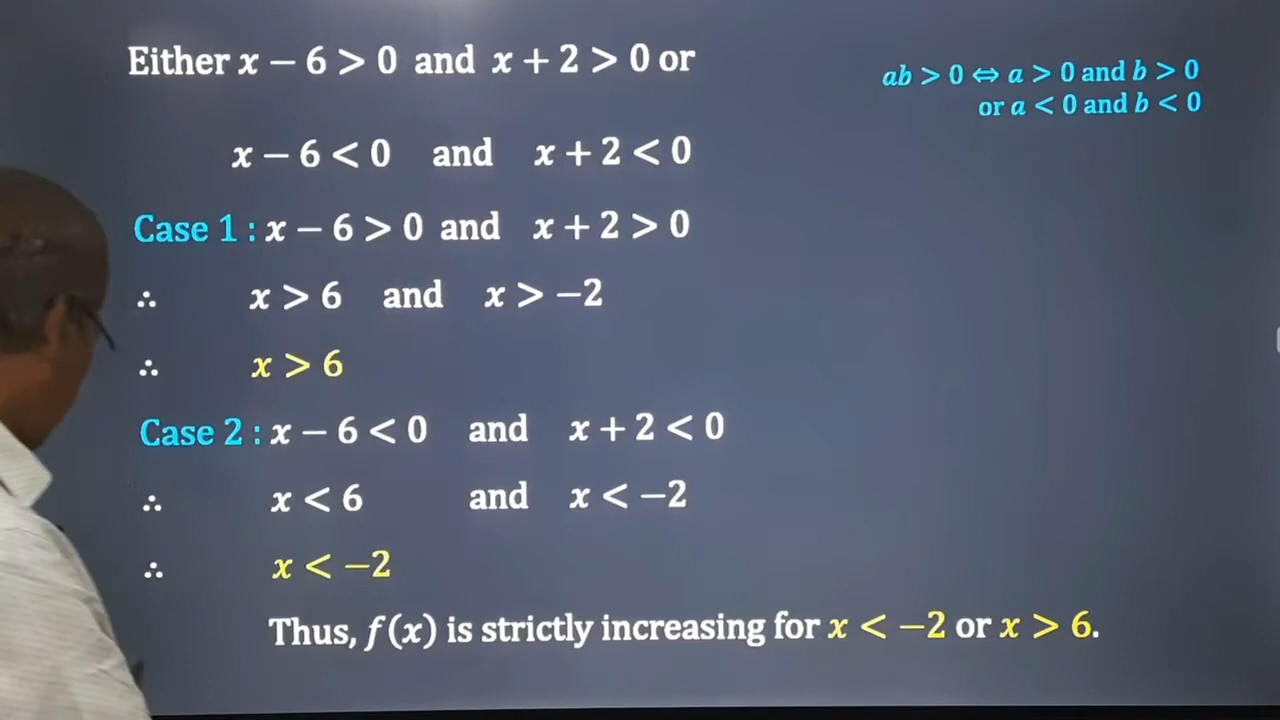 Either x − 6 > 0 and x + 2 > 0 or
ab > 0 ⇔ a > 0 and b > 0
or a < 0 and b < 0
x − 6 < 0 and x + 2 < 0
Case 1 : x − 6 > 0 and x + 2 > 0
∴ x > 6 and x > −2
∴ x > 6
Case 2 : x − 6 < 0 and x + 2 < 0
∴ x < 6 and x < −2
∴ x < −2
Thus, f(x) is strictly increasing for x < −2 or x > 6.